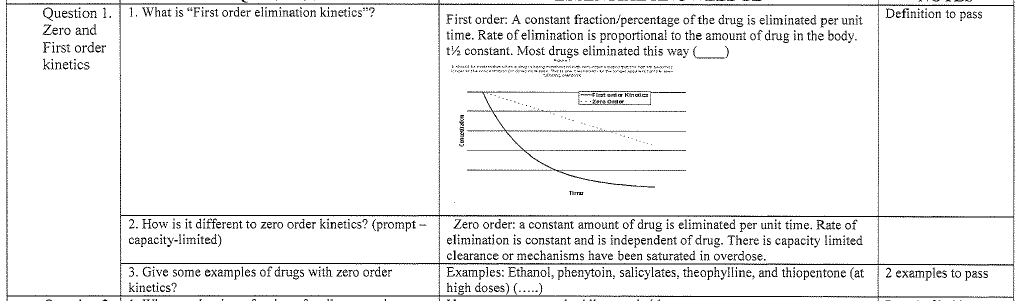 Question 1.
Zero and
First order
kinetics
1. What is "First order elimination kinetics"?
First order: A constant fraction/percentage of the drug is eliminated per unit
time. Rate of elimination is proportional to the amount of drug in the body.
t½ constant. Most drugs eliminated this way (____)
Definition to pass
First order Kinetics
Zero Order
Concentration
Time
2. How is it different to zero order kinetics? (prompt –
capacity-limited)
Zero order: a constant amount of drug is eliminated per unit time. Rate of
elimination is constant and is independent of drug. There is capacity limited
clearance or mechanisms have been saturated in overdose.
3. Give some examples of drugs with zero order
kinetics?
Examples: Ethanol, phenytoin, salicylates, theophylline, and thiopentone (at
high doses) (.....)
2 examples to pass